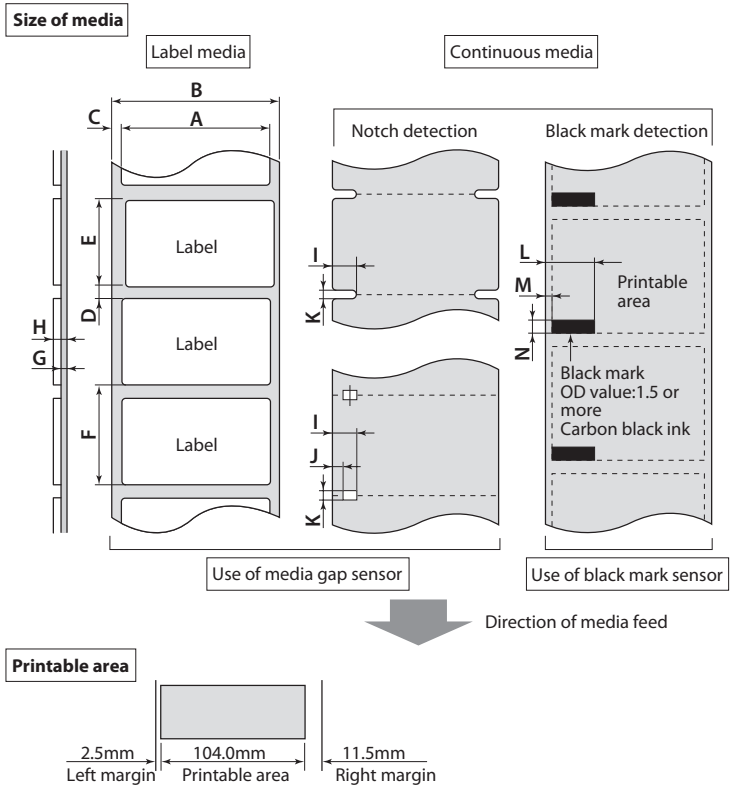 Size of media
Label media
Continuous media
B
C
A
Notch detection
Black mark detection
E
Label
I
L
Printable
area
M
D
K
H
N
G
Label
Black mark
OD value:1.5 or
more
Carbon black ink
I
F
Label
J
K
Use of media gap sensor
Use of black mark sensor
Direction of media feed
Printable area
2.5mm
104.0mm
11.5mm
Left margin
Printable area
Right margin